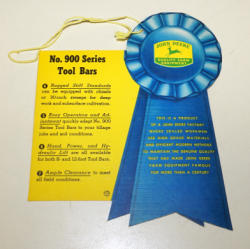 No. 900 Series
Tool Bars
4 Rugged Stiff Standards
can be equipped with chisels
or 30-inch sweeps for deep
work and subsurface cultivation.
5 Easy Operation and Ad-
justment quickly adapt No. 900
Series Tool Bars to your tillage
jobs and soil conditions.
6 Hand, Power, and Hy-
draulic Lift are all available
for both 8- and 12-foot Tool Bars.
7 Ample Clearance to meet
all field conditions.
JOHN DEERE
QUALITY FARM
EQUIPMENT
THIS IS A PRODUCT
OF A JOHN DEERE FACTORY
WHERE SKILLED WORKMEN
USE HIGH GRADE MATERIALS
AND EFFICIENT MODERN METHODS
TO MAINTAIN THE GENUINE QUALITY
THAT HAS MADE JOHN DEERE
FARM EQUIPMENT FAMOUS
FOR MORE THAN A CENTURY